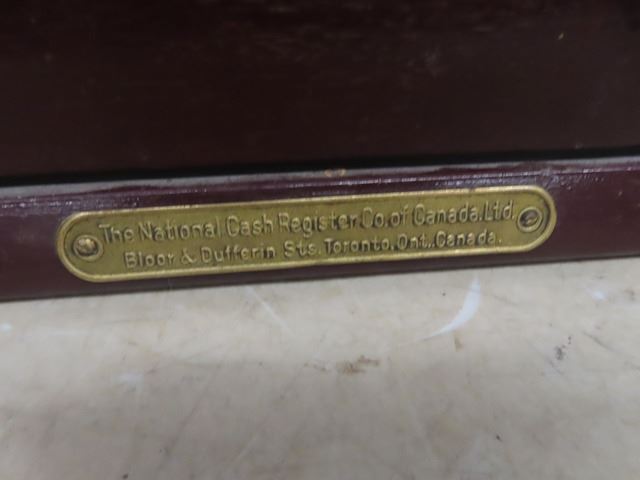 The National Cash Register Co. of Canada. Ltd.
Bloor & Dufferin Sts. Toronto. Ont., Canada.